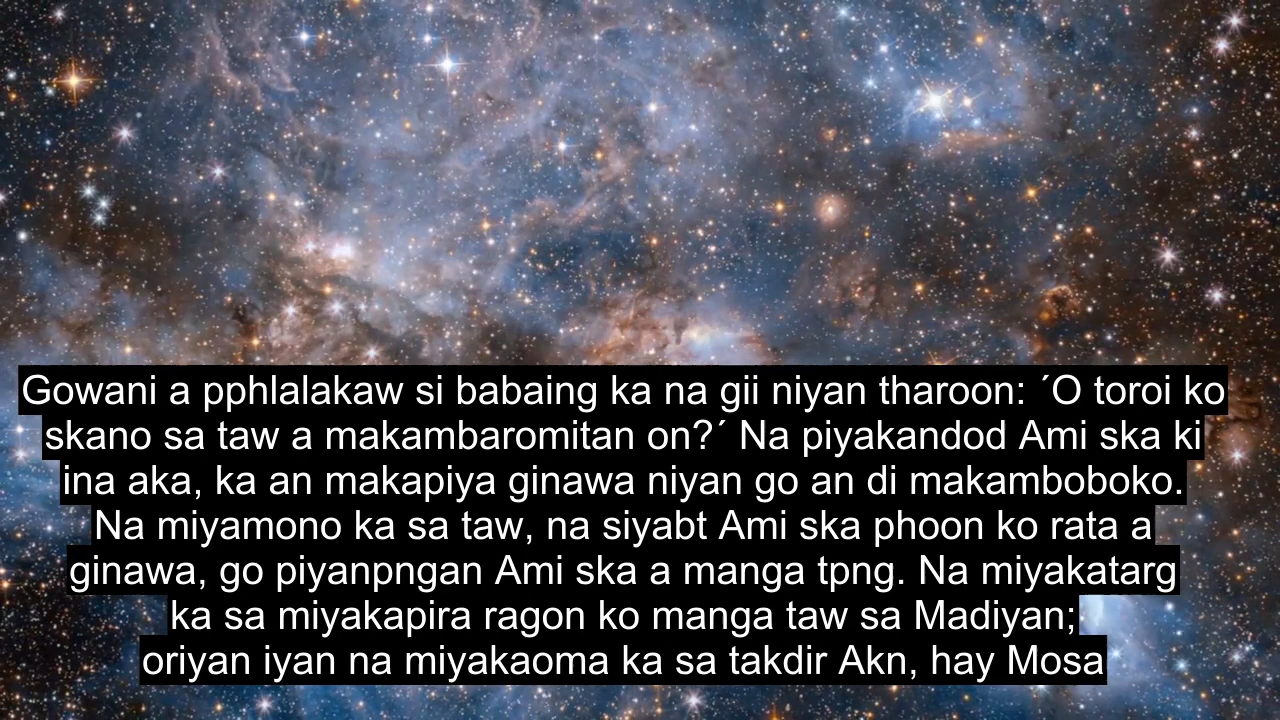 Gowani a pphlalakaw si babaing ka na gii niyan tharoon: ´O toroi ko
skano sa taw a makambaromitan on?´ Na piyakandod Ami ska ki
ina aka, ka an makapiya ginawa niyan go an di makamboboko.
Na miyamono ka sa taw, na siyabt Ami ska phoon ko rata a
ginawa, go piyanpngan Ami ska a manga tpng. Na miyakatarg
ka sa miyakapira ragon ko manga taw sa Madiyan;
oriyan iyan na miyakaoma ka sa takdir Akn, hay Mosa